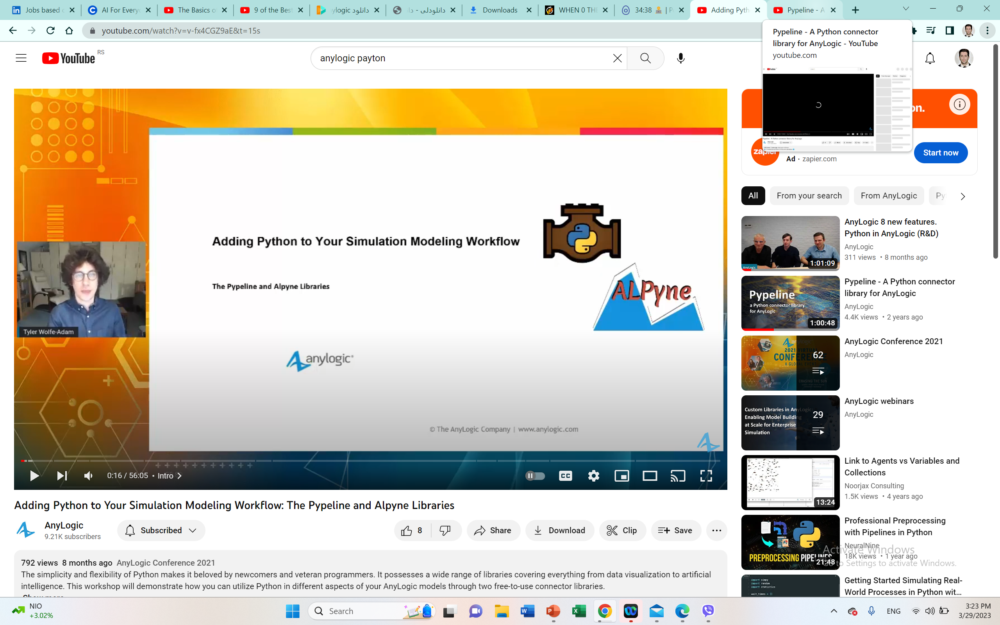 Jobs based
AI For Every
The Basics o
9 of the Best
دانلود ylogic
دانلودلی - دا
Downloads
WHEN 0 TH
34:38
Adding Pyth
Pypeline - A
youtube.com/watch?v=v-fx4CGZ9aE&t=15s
Pypeline - A Python connector
library for AnyLogic - YouTube
youtube.com
YouTube
RS
anylogic payton
on.
zapier
Ad · zapier.com
Start now
Adding Python to Your Simulation Modeling Workflow
The Pypeline and Alpyne Libraries
ALPyne
Tyler Wolfe-Adam
anylogic
© The AnyLogic Company | www.anylogic.com
0:16 / 56:05 • Intro
CC
Adding Python to Your Simulation Modeling Workflow: The Pypeline and Alpyne Libraries
AnyLogic
9.21K subscribers
Subscribed
8
Share
Download
Clip
Save
792 views 8 months ago AnyLogic Conference 2021
The simplicity and flexibility of Python makes it beloved by newcomers and veteran programmers. It possesses a wide range of libraries covering everything from data visualization to artificial
intelligence. This workshop will demonstrate how you can utilize Python in different aspects of your AnyLogic models through two free-to-use connector libraries.
Show more
All
From your search
From AnyLogic
Py
AnyLogic
1:01:09
AnyLogic 8 new features.
Python in AnyLogic (R&D)
AnyLogic
311 views • 8 months ago
Pypeline
a Python connector library
for AnyLogic
1:00:48
Pypeline - A Python connector
library for AnyLogic
AnyLogic
4.4K views • 2 years ago
anylogic
2021 VIRTUAL
CONFERENCE
A GLOBAL EVENT
CHASING THE SUN
62
AnyLogic Conference 2021
AnyLogic
Custom Libraries in AnyLogic:
Enabling Model Building
at Scale for Enterprise
Simulation
29
AnyLogic webinars
AnyLogic
13:24
Link to Agents vs Variables and
Collections
Noorjax Consulting
1.5K views • 4 years ago
PREPROCESSING PIPELINES
21:48
Professional Preprocessing
with Pipelines in Python
NeuralNine
18K views • 1 year ago
Activate Windows
Go to Settings to activate Windows.
import simpy
import random
import statistics
wait_times = []
Getting Started Simulating Real-
World Processes in Python wit...
NIO
+3.02%
Search
ENG
3:23 PM
3/29/2023